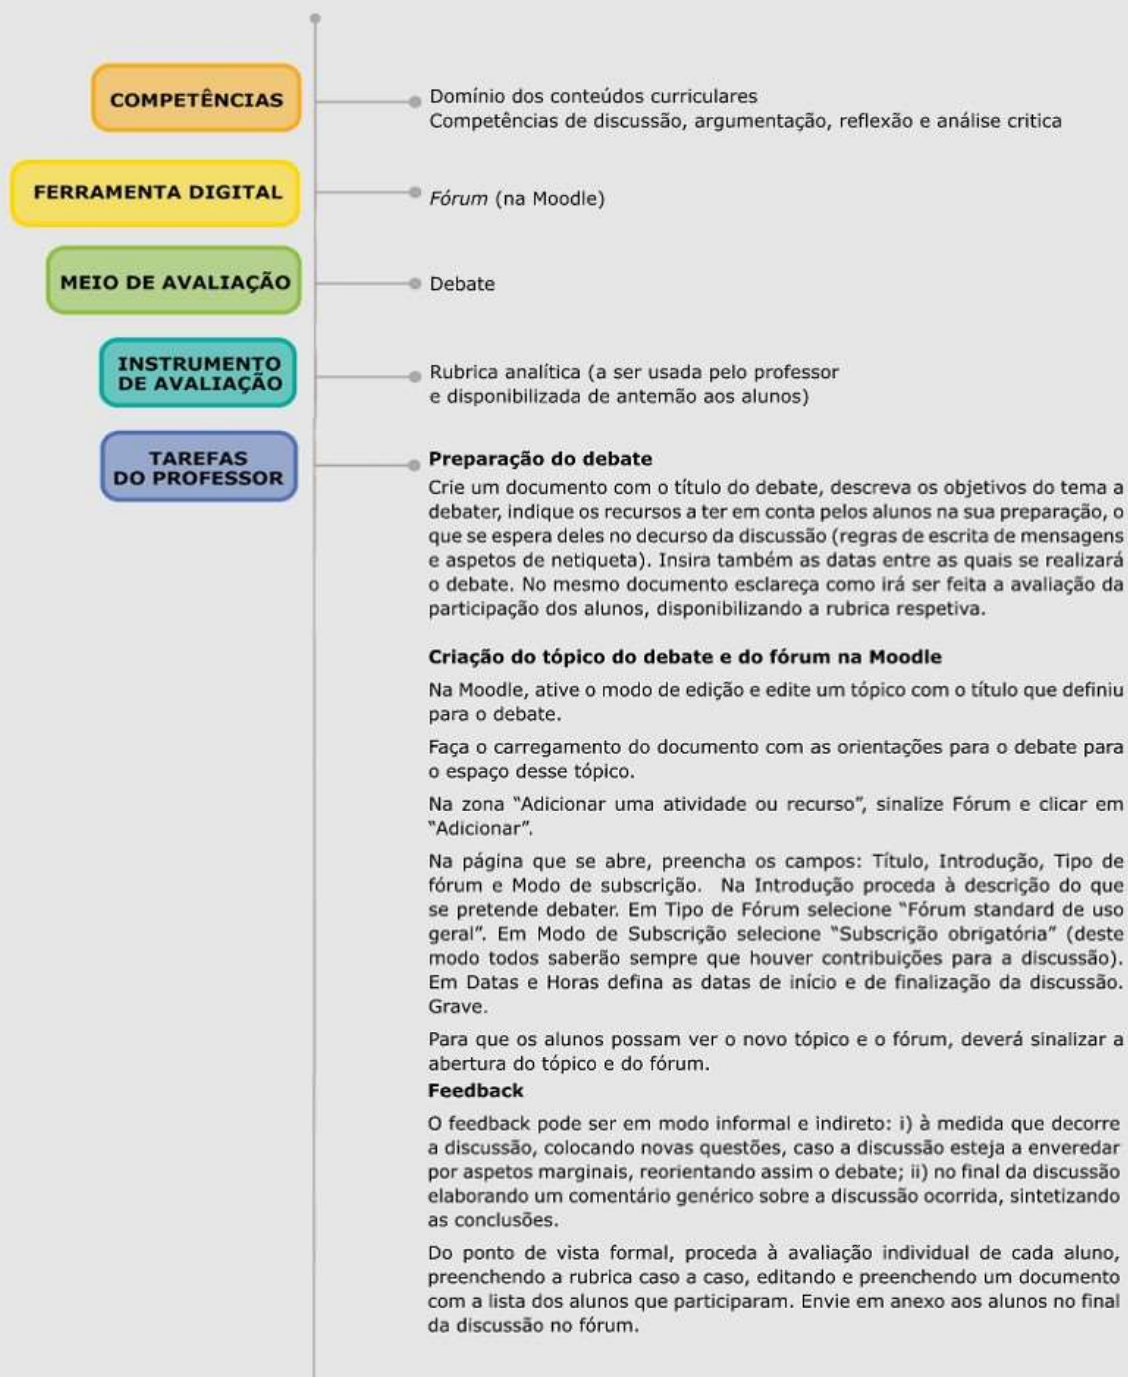 COMPETÊNCIAS
Domínio dos conteúdos curriculares
Competências de discussão, argumentação, reflexão e análise critica
FERRAMENTA DIGITAL
Fórum (na Moodle)
MEIO DE AVALIAÇÃO
Debate
INSTRUMENTO
DE AVALIAÇÃO
Rubrica analítica (a ser usada pelo professor
e disponibilizada de antemão aos alunos)
TAREFAS
DO PROFESSOR
Preparação do debate
Crie um documento com o título do debate, descreva os objetivos do tema a
debater, indique os recursos a ter em conta pelos alunos na sua preparação, o
que se espera deles no decurso da discussão (regras de escrita de mensagens
e aspetos de netiqueta). Insira também as datas entre as quais se realizará
o debate. No mesmo documento esclareça como irá ser feita a avaliação da
participação dos alunos, disponibilizando a rubrica respetiva.
Criação do tópico do debate e do fórum na Moodle
Na Moodle, ative o modo de edição e edite um tópico com o título que definiu
para o debate.
Faça o carregamento do documento com as orientações para o debate para
o espaço desse tópico.
Na zona “Adicionar uma atividade ou recurso”, sinalize Fórum e clicar em
“Adicionar”.
Na página que se abre, preencha os campos: Título, Introdução, Tipo de
fórum e Modo de subscrição. Na Introdução proceda à descrição do que
se pretende debater. Em Tipo de Fórum selecione “Fórum standard de uso
geral”. Em Modo de Subscrição selecione “Subscrição obrigatória” (deste
modo todos saberão sempre que houver contribuições para a discussão).
Em Datas e Horas defina as datas de início e de finalização da discussão.
Grave.
Para que os alunos possam ver o novo tópico e o fórum, deverá sinalizar a
abertura do tópico e do fórum.
Feedback
O feedback pode ser em modo informal e indireto: i) à medida que decorre
a discussão, colocando novas questões, caso a discussão esteja a enveredar
por aspetos marginais, reorientando assim o debate; ii) no final da discussão
elaborando um comentário genérico sobre a discussão ocorrida, sintetizando
as conclusões.
Do ponto de vista formal, proceda à avaliação individual de cada aluno,
preenchendo a rubrica caso a caso, editando e preenchendo um documento
com a lista dos alunos que participaram. Envie em anexo aos alunos no final
da discussão no fórum.